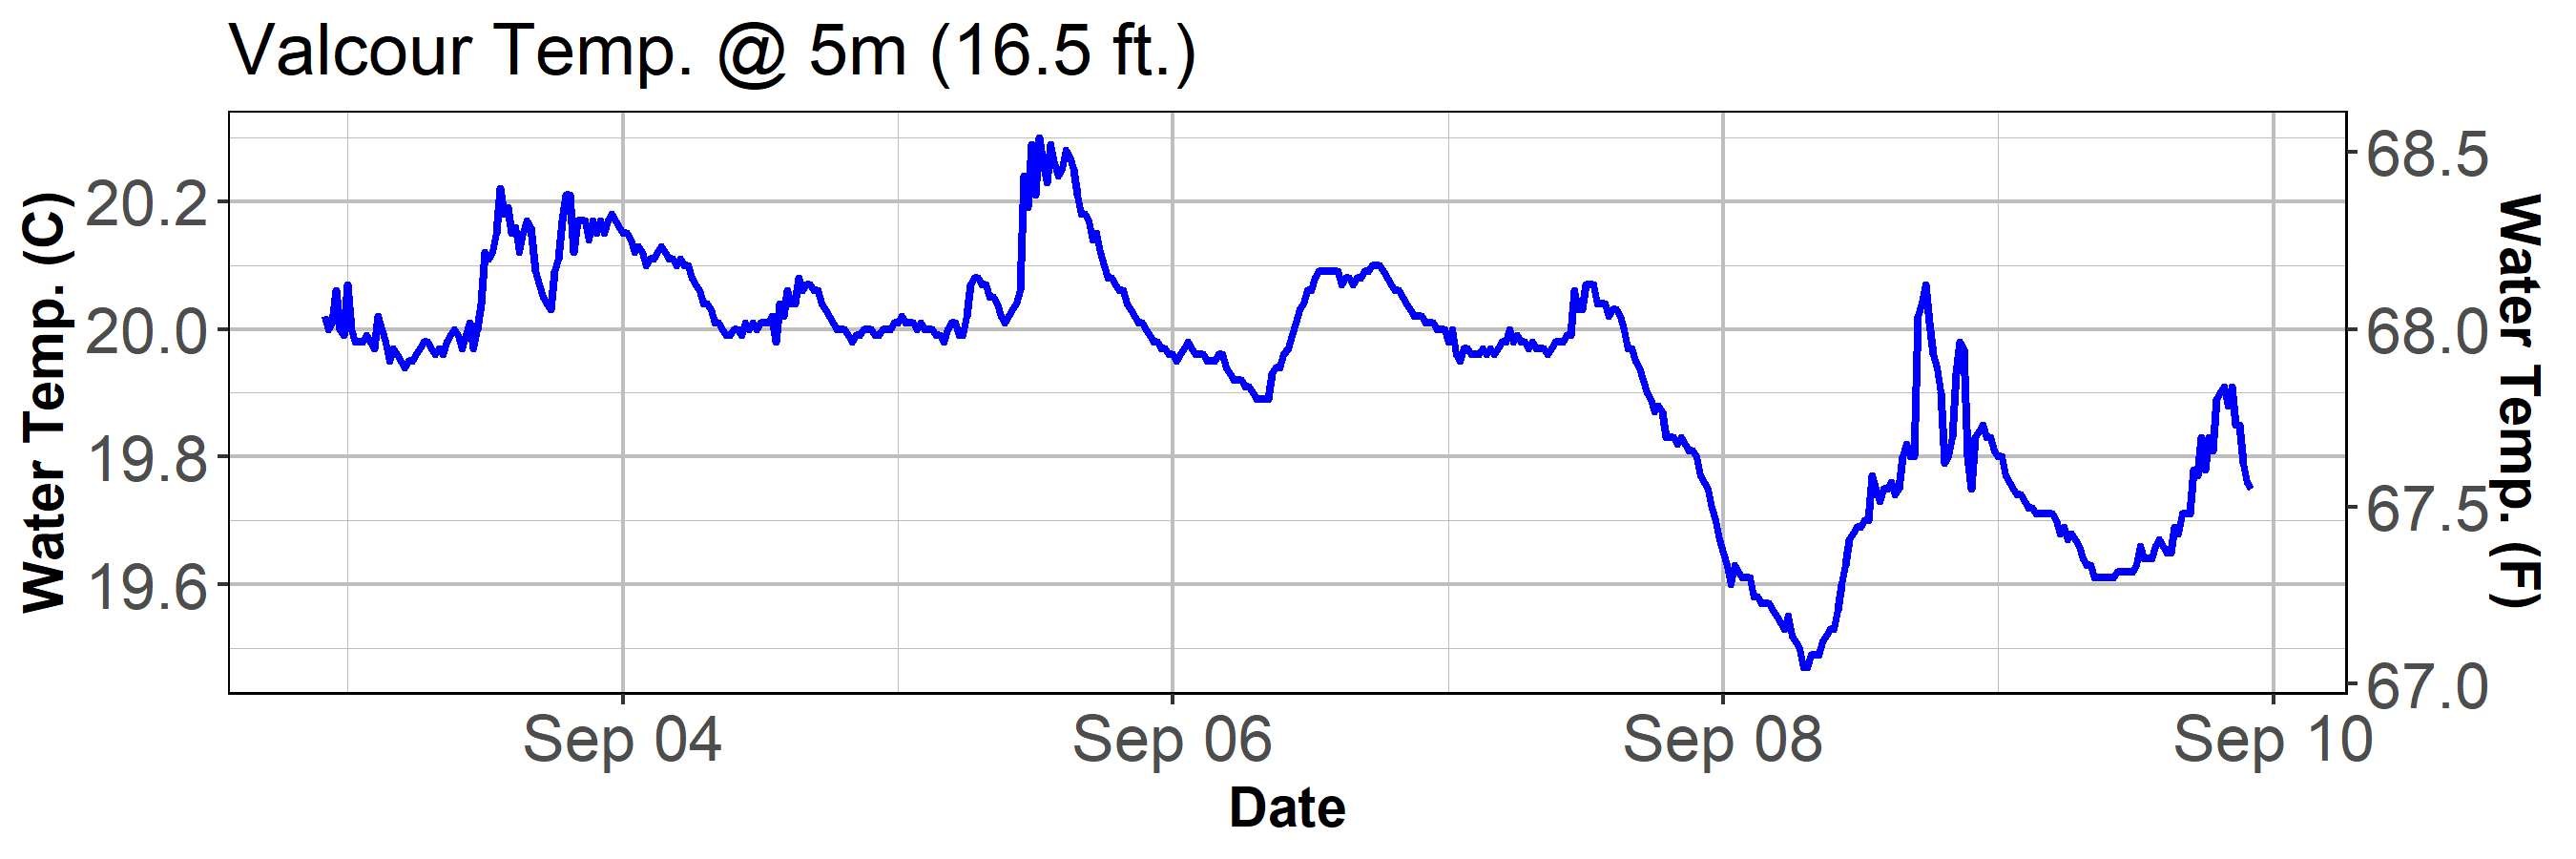 Valcour Temp. @ 5m (16.5 ft.)
Water Temp. (C)
20.2
20.0
19.8
19.6
68.5
68.0
67.5
67.0
Water Temp. (F)
Sep 04 Sep 06 Sep 08 Sep 10
Date